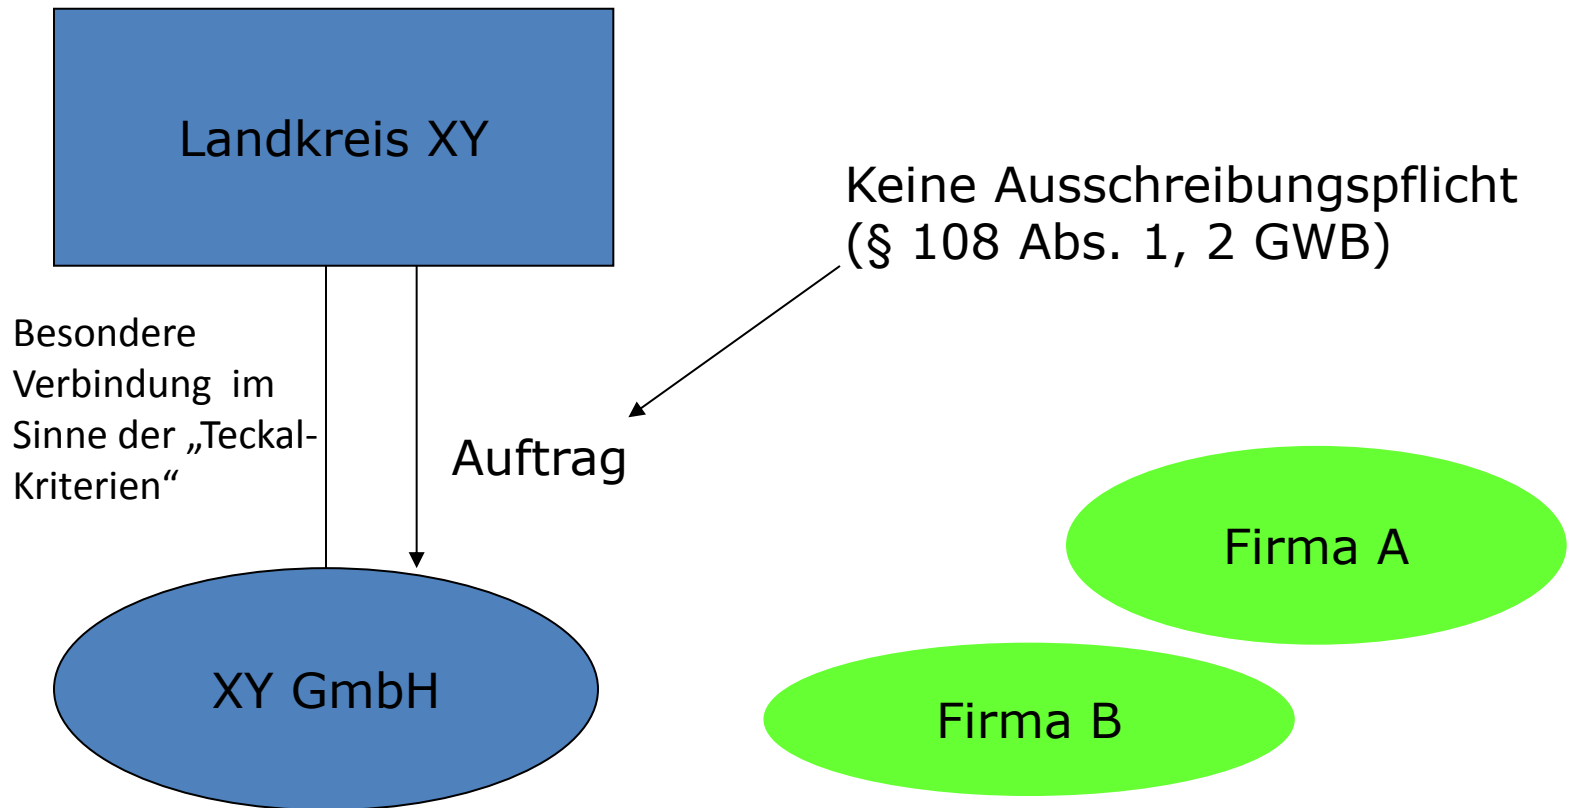 Landkreis XY
Keine Ausschreibungspflicht
(§ 108 Abs. 1, 2 GWB)
Besondere
Verbindung  im
Sinne der „Teckal-
Kriterien“
Auftrag
Firma A
XY GmbH
Firma B